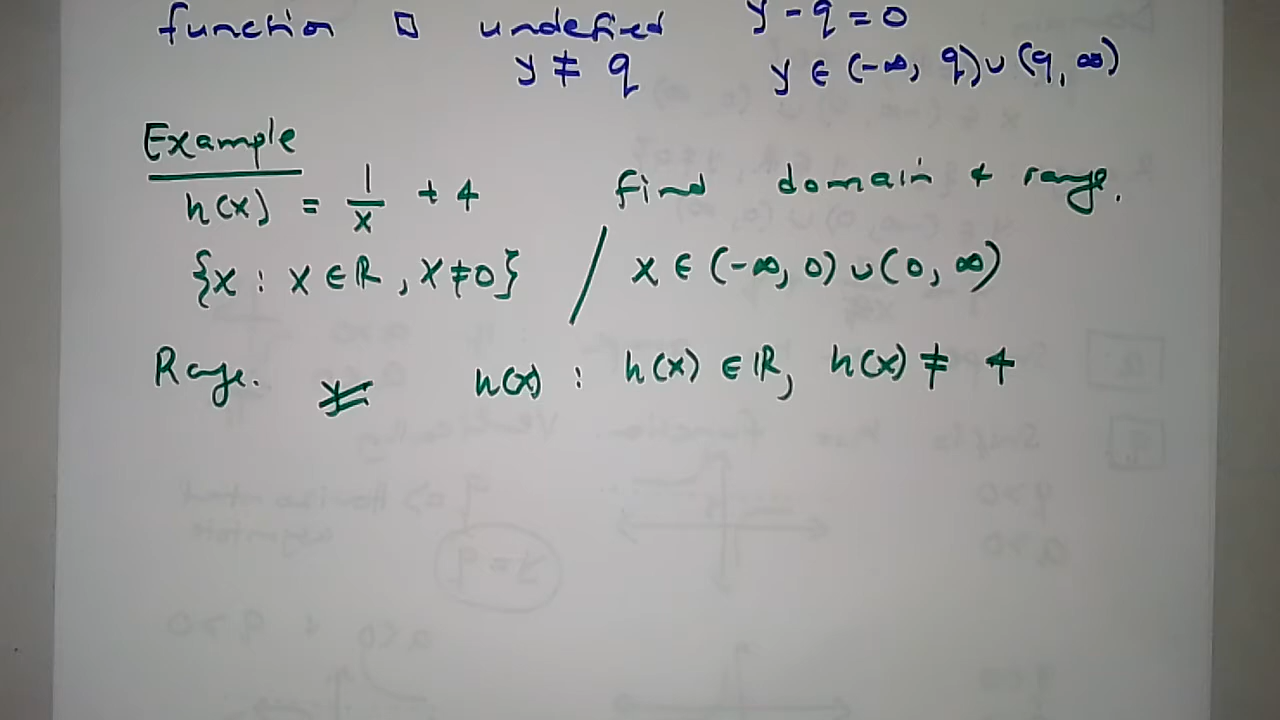 function □ undefined y - q = 0
y ≠ q y ∈ (-∞, q) ∪ (q, ∞)
Example
h(x) = 1/x + 4 Find domain + range.
{x : x ∈ ℝ, x ≠ 0} / x ∈ (-∞, 0) ∪ (0, ∞)
Range. h(x) : h(x) ∈ ℝ, h(x) ≠ 4